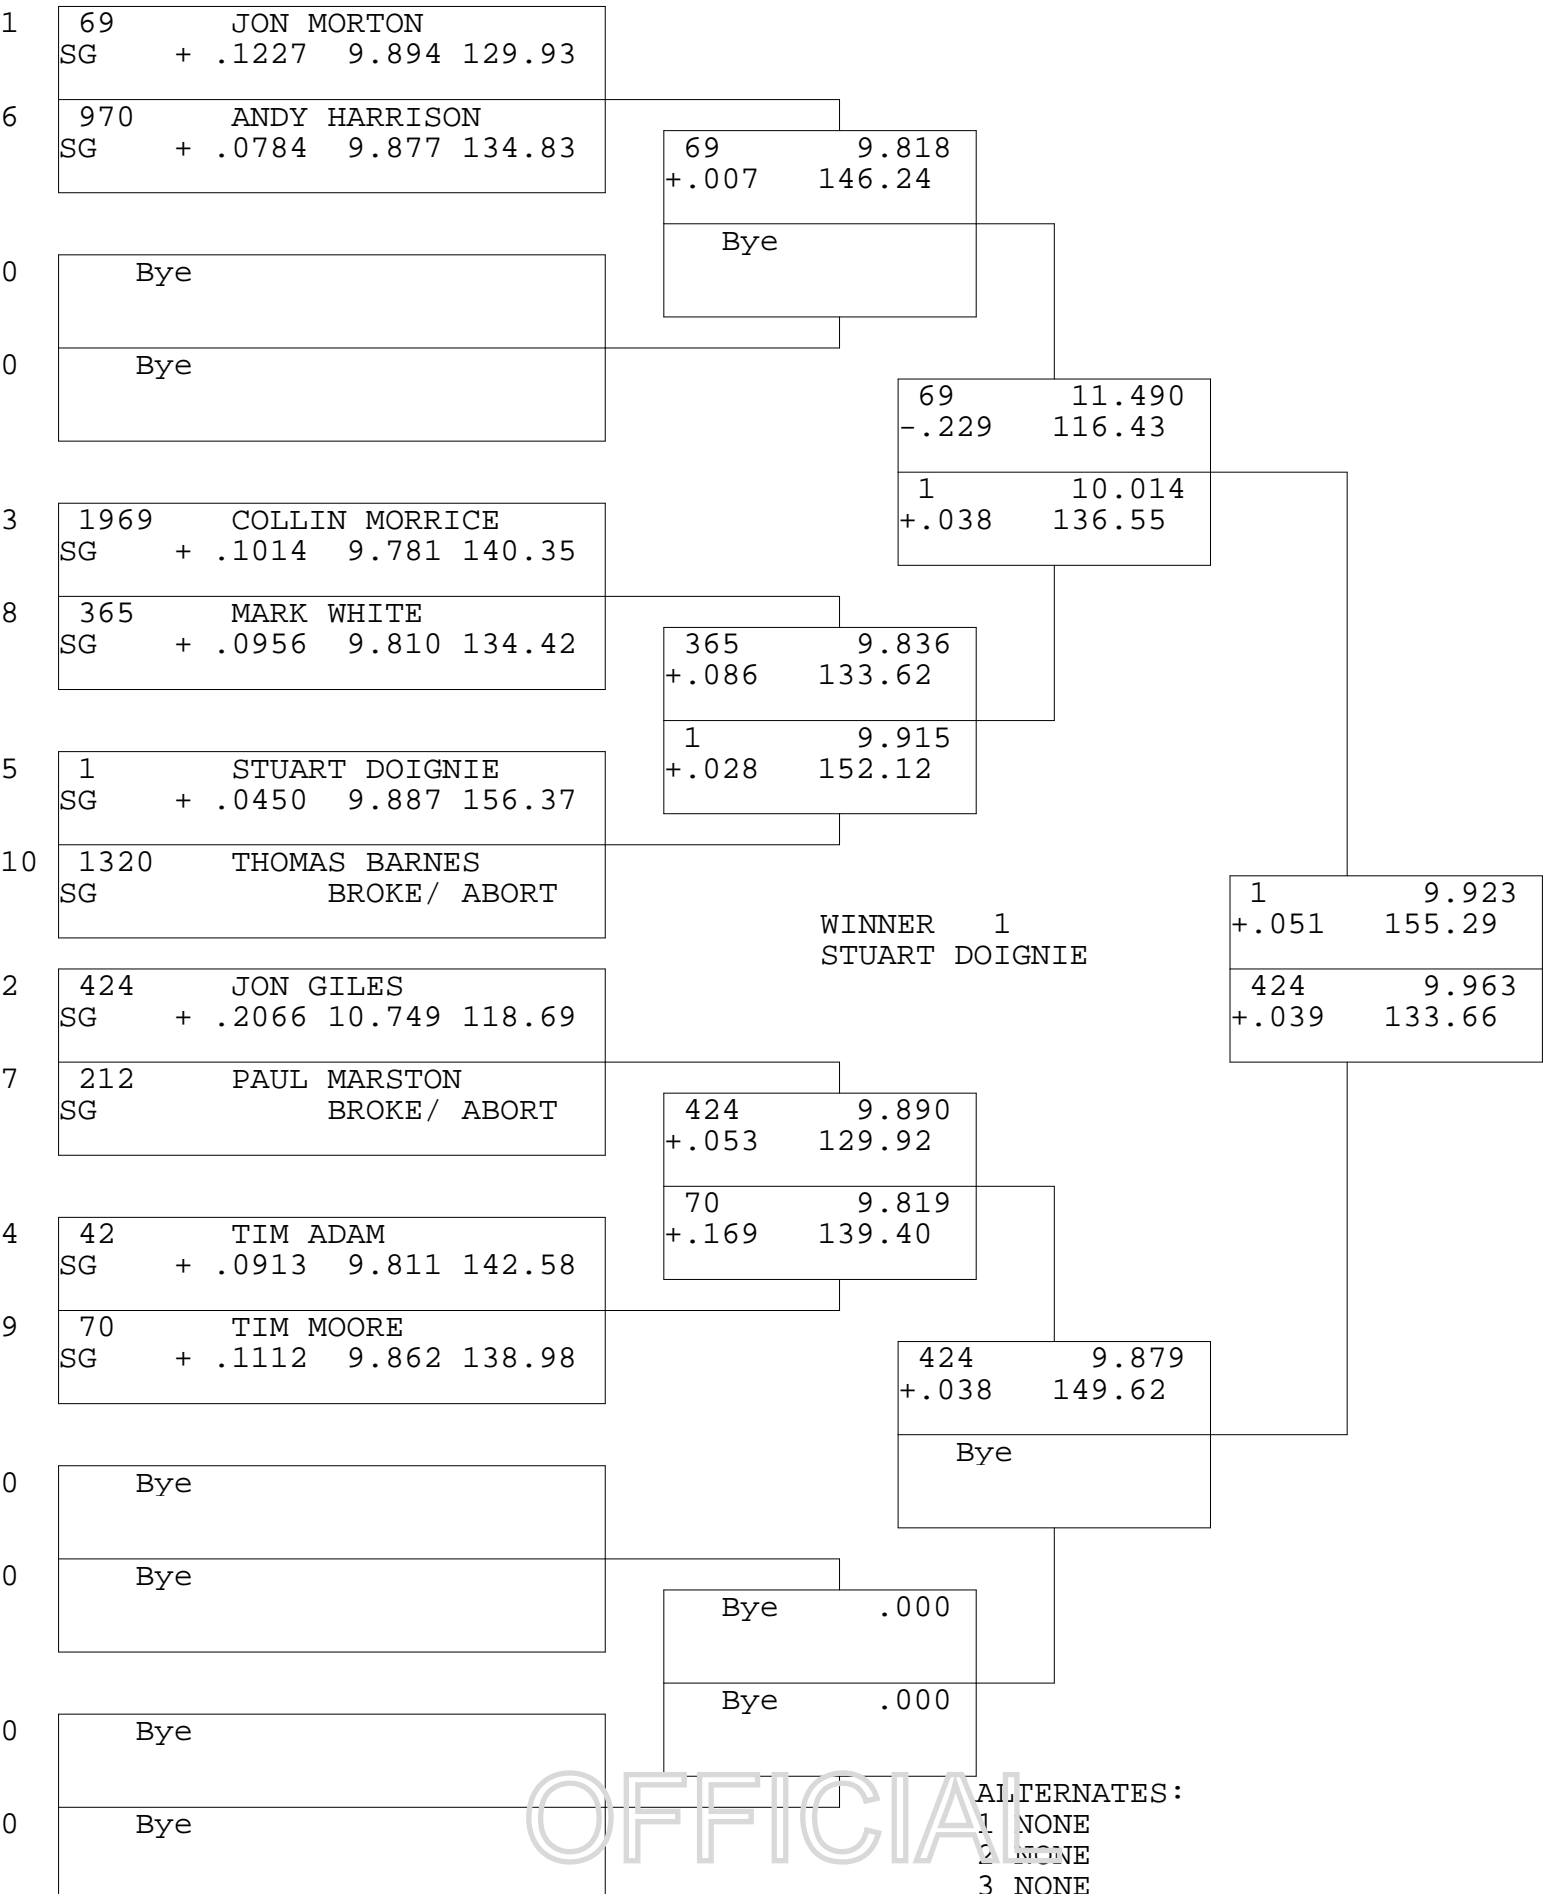 1 69 JON MORTON
SG + .1227 9.894 129.93
6 970 ANDY HARRISON
SG + .0784 9.877 134.83
69 9.818
+.007 146.24
Bye
0 Bye
0 Bye
69 11.490
-.229 116.43
1 10.014
+.038 136.55
3 1969 COLLIN MORRICE
SG + .1014 9.781 140.35
8 365 MARK WHITE
SG + .0956 9.810 134.42
365 9.836
+.086 133.62
1 9.915
+.028 152.12
5 1 STUART DOIGNIE
SG + .0450 9.887 156.37
10 1320 THOMAS BARNES
SG BROKE/ ABORT
WINNER 1
STUART DOIGNIE
1 9.923
+.051 155.29
424 9.963
+.039 133.66
2 424 JON GILES
SG + .2066 10.749 118.69
7 212 PAUL MARSTON
SG BROKE/ ABORT
424 9.890
+.053 129.92
70 9.819
+.169 139.40
4 42 TIM ADAM
SG + .0913 9.811 142.58
9 70 TIM MOORE
SG + .1112 9.862 138.98
424 9.879
+.038 149.62
Bye
0 Bye
0 Bye
Bye .000
Bye .000
0 Bye
0 Bye
OFFICIAL
ALTERNATES:
1 NONE
2 NONE
3 NONE